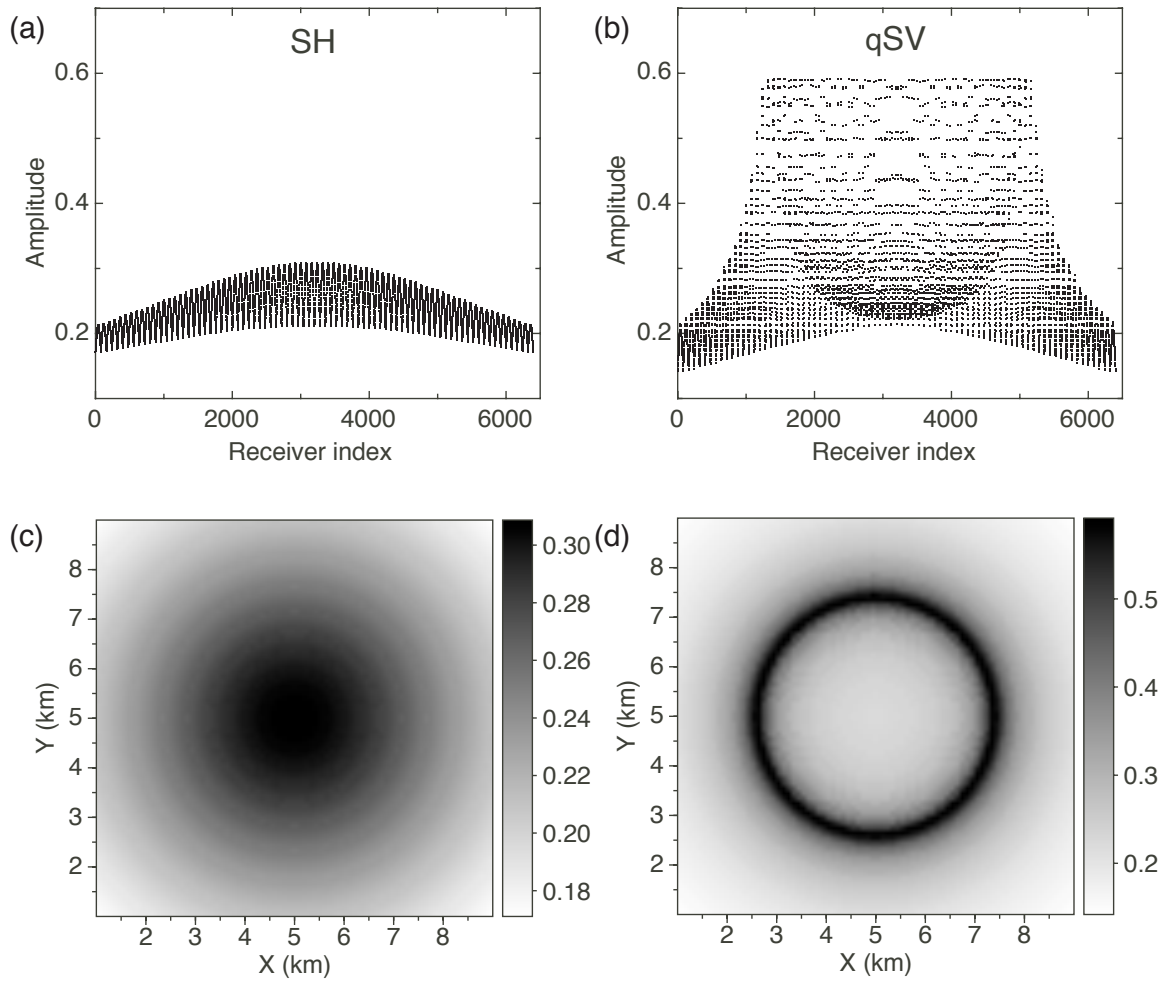 (a)
SH
0.6
0.4
0.2
Amplitude
0
2000
4000
6000
Receiver index
(b)
qSV
0.6
0.4
0.2
Amplitude
0
2000
4000
6000
Receiver index
(c)
8
7
6
5
4
3
2
Y (km)
2 3 4 5 6 7 8
X (km)
0.30
0.28
0.26
0.24
0.22
0.20
0.18
(d)
8
7
6
5
4
3
2
Y (km)
2 3 4 5 6 7 8
X (km)
0.5
0.4
0.3
0.2